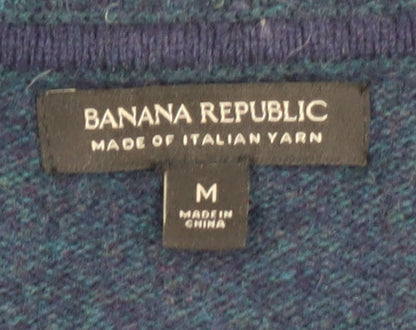 BANANA REPUBLIC
MADE OF ITALIAN YARN
M
MADE IN
CHINA